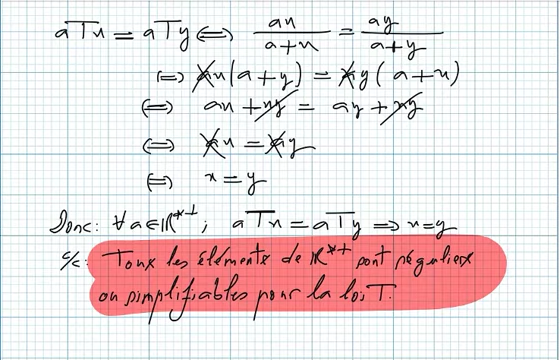 aTx = aTy ⟺ ax/(a+x) = ay/(a+y)
⟺ ax(a+y) = ay(a+x)
⟺ ax + xy = ay + xy
⟺ ax = ay
⟺ x = y
Donc: ∀a∈ℝ*+; aTx = aTy ⟹ x=y
c/c: Toux les éléments de ℝ*+ sont réguliers
ou simplifiables pour la loi T.